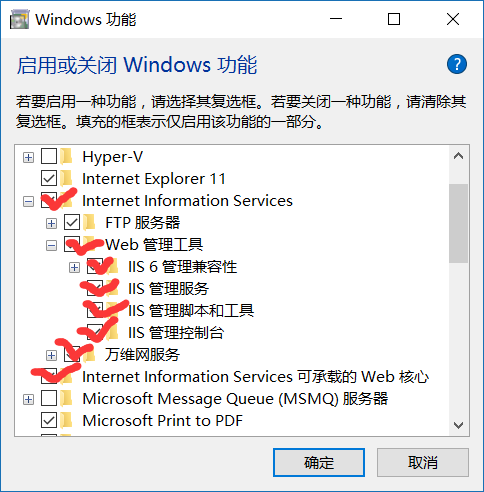 Windows 功能
启用或关闭 Windows 功能
?
若要启用一种功能，请选择其复选框。若要关闭一种功能，请清除其
复选框。填充的框表示仅启用该功能的一部分。
Hyper-V
Internet Explorer 11
Internet Information Services
FTP 服务器
Web 管理工具
IIS 6 管理兼容性
IIS 管理服务
IIS 管理脚本和工具
IIS 管理控制台
万维网服务
Internet Information Services 可承载的 Web 核心
Microsoft Message Queue (MSMQ) 服务器
Microsoft Print to PDF
确定
取消